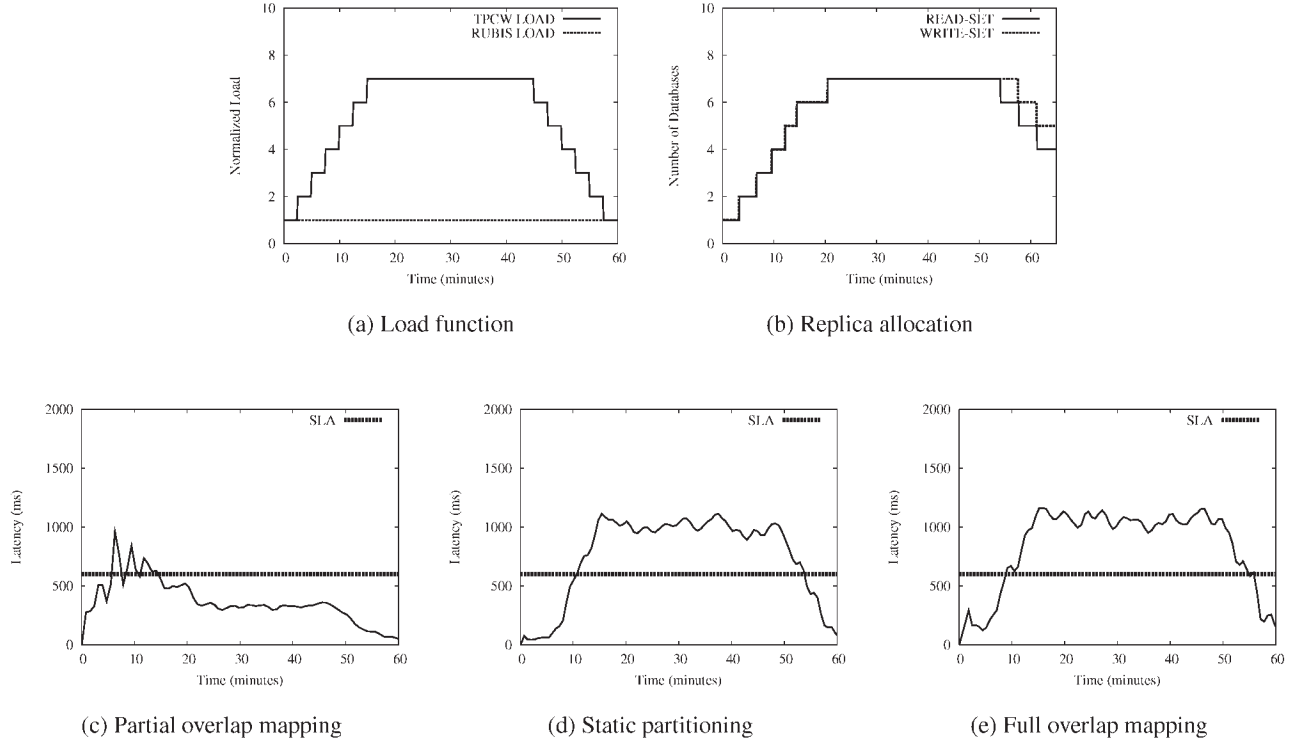 10
8
6
4
2
0
0 10 20 30 40 50 60
Normalized Load
Time (minutes)
TPCW LOAD
RUBIS LOAD
(a) Load function
10
8
6
4
2
0
0 10 20 30 40 50 60
Number of Databases
Time (minutes)
READ-SET
WRITE-SET
(b) Replica allocation
2000
1500
1000
500
0
0 10 20 30 40 50 60
Latency (ms)
Time (minutes)
SLA
(c) Partial overlap mapping
2000
1500
1000
500
0
0 10 20 30 40 50 60
Latency (ms)
Time (minutes)
SLA
(d) Static partitioning
2000
1500
1000
500
0
0 10 20 30 40 50 60
Latency (ms)
Time (minutes)
SLA
(e) Full overlap mapping